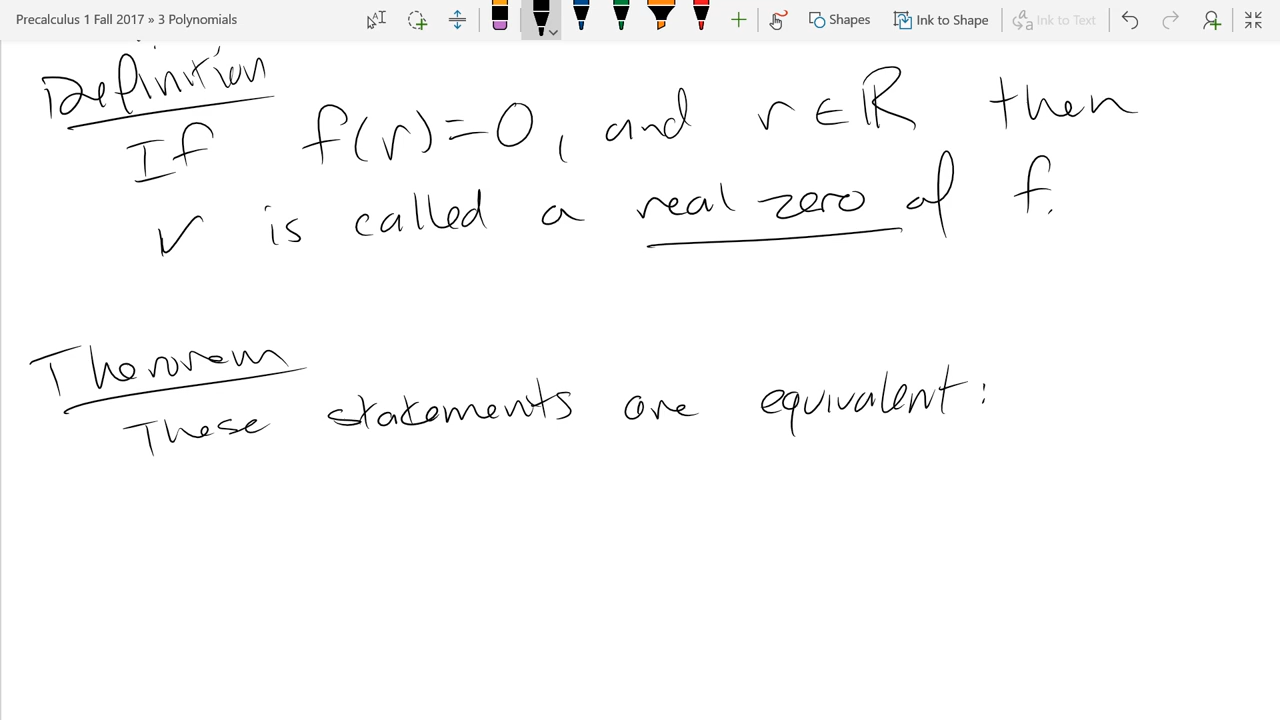 Precalculus 1 Fall 2017 » 3 Polynomials
Shapes
Ink to Shape
Ink to Text
Definition
If f(r)=0, and r∈ℝ then
r is called a real zero of f.
Therorem
These statements are equivalent: